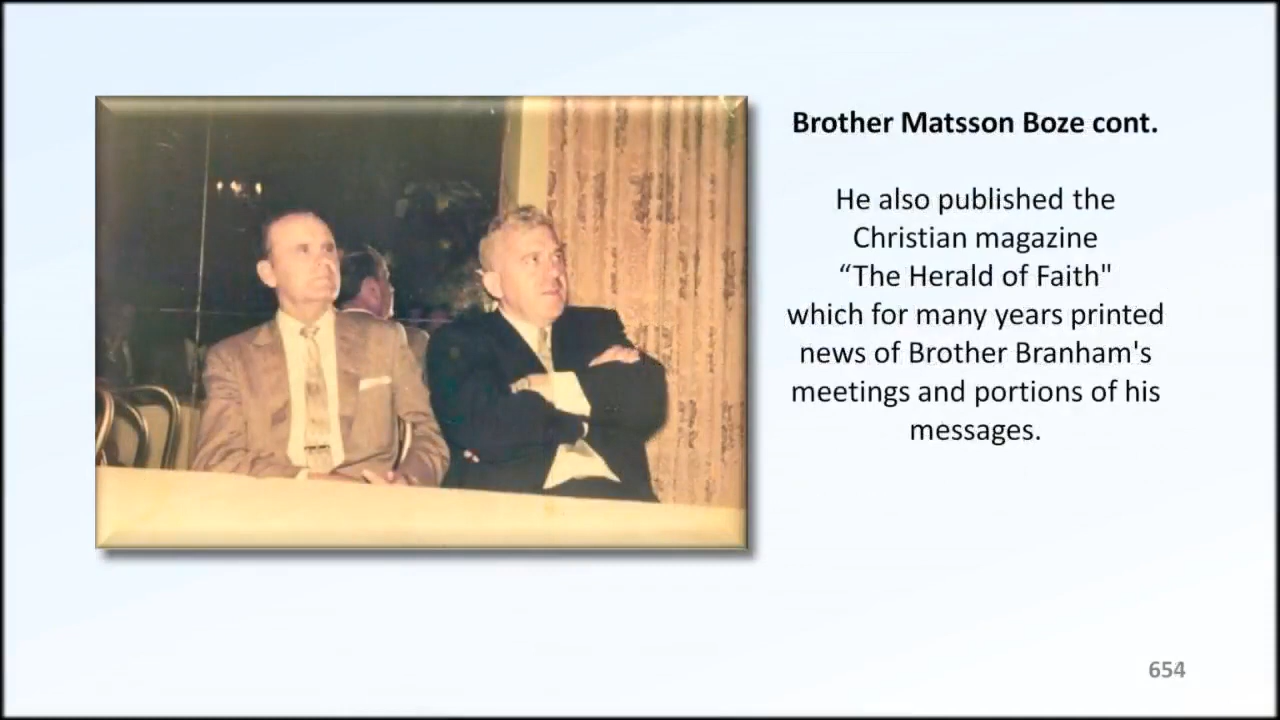 Brother Matsson Boze cont.
He also published the
Christian magazine
“The Herald of Faith"
which for many years printed
news of Brother Branham's
meetings and portions of his
messages.
654